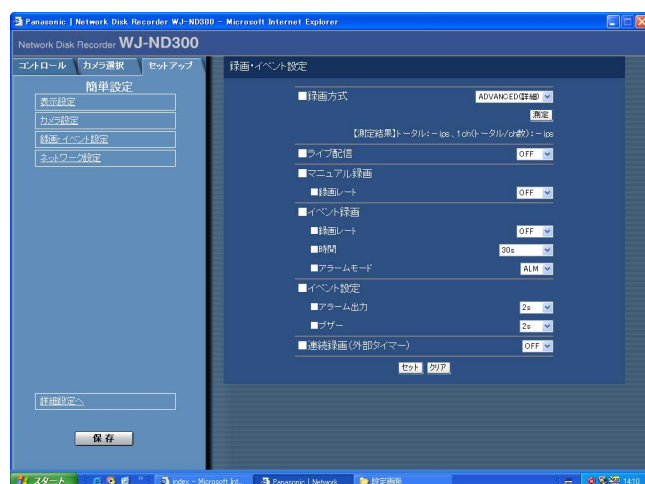 Panasonic | Network Disk Recorder WJ-ND300 - Microsoft Internet Explorer
Network Disk Recorder WJ-ND300
コントロール カメラ選択 セットアップ
簡単設定
表示設定
カメラ設定
録画・イベント設定
ネットワーク設定
詳細設定へ
保存
録画・イベント設定
■録画方式 ADVANCED(詳細)
測定
【測定結果】トータル:－ips、1ch(トータル/ch数):－ips
■ライブ配信 OFF
■マニュアル録画
■録画レート OFF
■イベント録画
■録画レート OFF
■時間 30s
■アラームモード ALM
■イベント設定
■アラーム出力 2s
■ブザー 2s
■連続録画(外部タイマー) OFF
セット クリア
スタート index - Microsoft Int... Panasonic | Network 設定画面 14:10